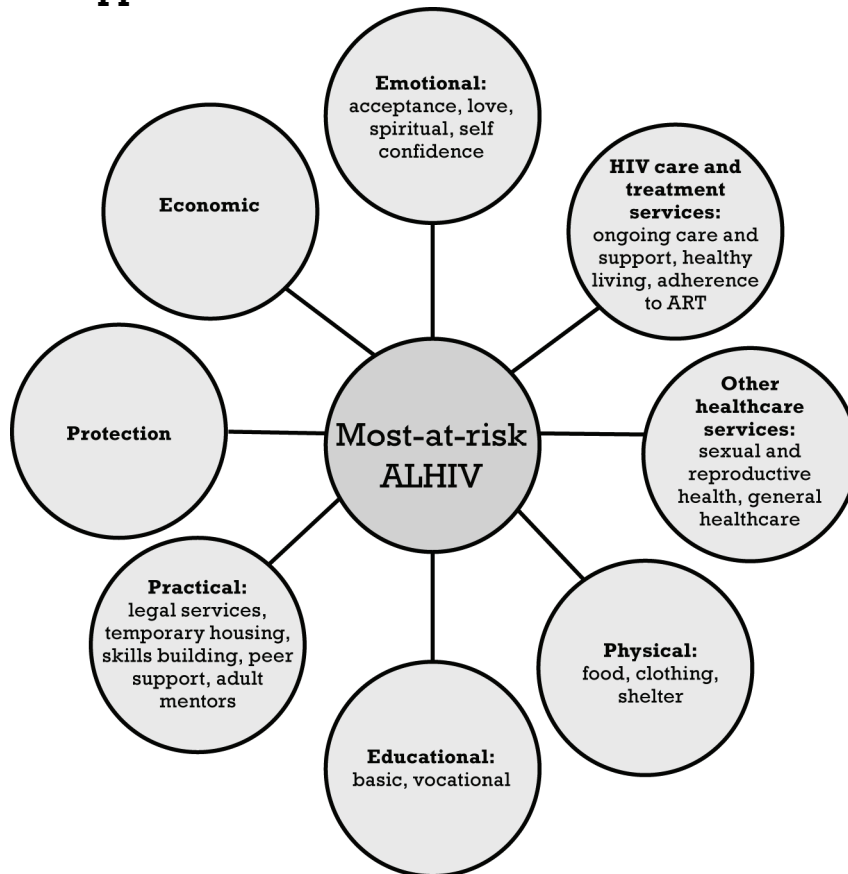 Emotional:
acceptance, love,
spiritual, self
confidence
HIV care and
treatment
services:
ongoing care and
support, healthy
living, adherence
to ART
Other
healthcare
services:
sexual and
reproductive
health, general
healthcare
Physical:
food, clothing,
shelter
Educational:
basic, vocational
Practical:
legal services,
temporary housing,
skills building, peer
support, adult
mentors
Protection
Economic
Most-at-risk
ALHIV